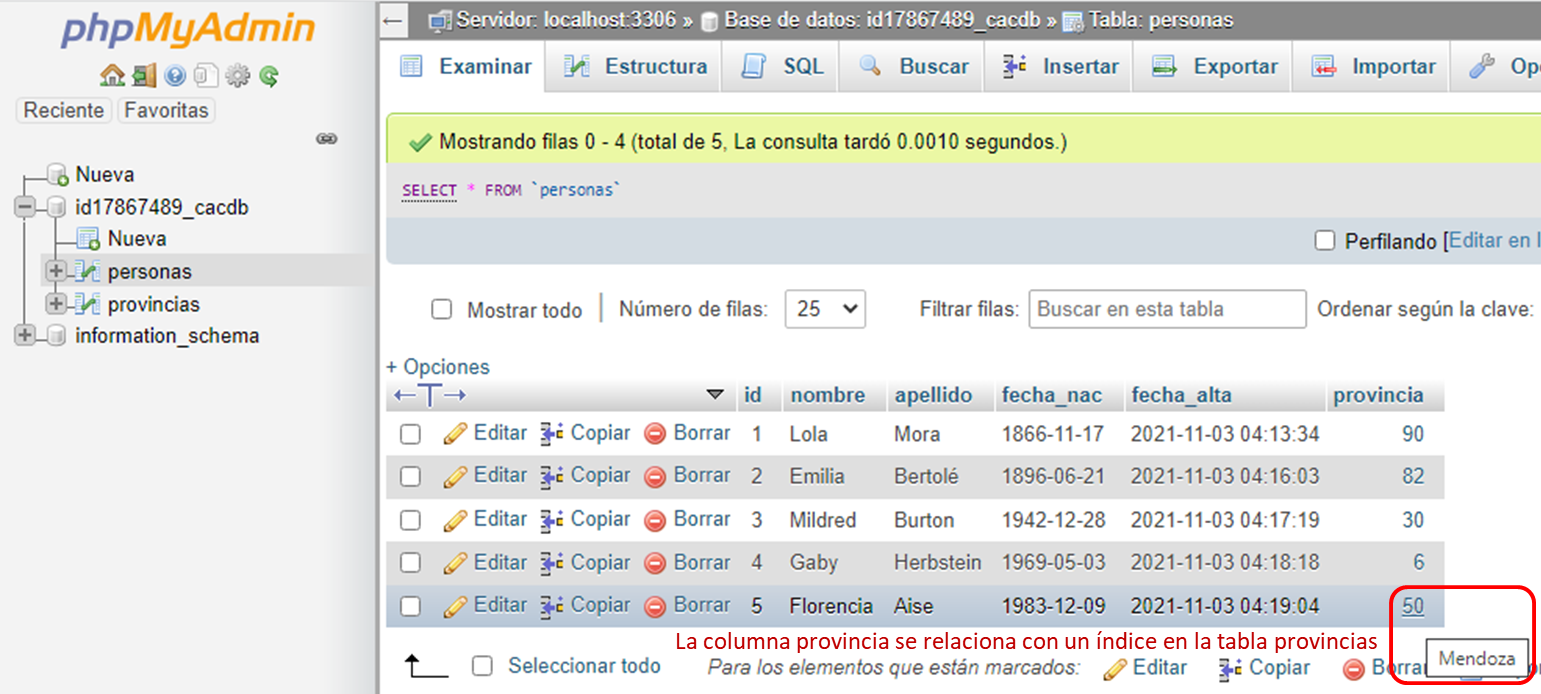 phpMyAdmin
Reciente Favoritas
Nueva
id17867489_cacdb
Nueva
personas
provincias
information_schema
← Servidor: localhost:3306 » Base de datos: id17867489_cacdb » Tabla: personas
Examinar Estructura SQL Buscar Insertar Exportar Importar Op
Mostrando filas 0 - 4 (total de 5, La consulta tardó 0.0010 segundos.)
SELECT * FROM `personas`
Perfilando [Editar en l
Mostrar todo | Número de filas: 25 Filtrar filas: Buscar en esta tabla Ordenar según la clave:
+ Opciones
←T→ id nombre apellido fecha_nac fecha_alta provincia
Editar Copiar Borrar 1 Lola Mora 1866-11-17 2021-11-03 04:13:34 90
Editar Copiar Borrar 2 Emilia Bertolé 1896-06-21 2021-11-03 04:16:03 82
Editar Copiar Borrar 3 Mildred Burton 1942-12-28 2021-11-03 04:17:19 30
Editar Copiar Borrar 4 Gaby Herbstein 1969-05-03 2021-11-03 04:18:18 6
Editar Copiar Borrar 5 Florencia Aise 1983-12-09 2021-11-03 04:19:04 50
La columna provincia se relaciona con un índice en la tabla provincias
Mendoza
Seleccionar todo Para los elementos que están marcados: Editar Copiar Borra